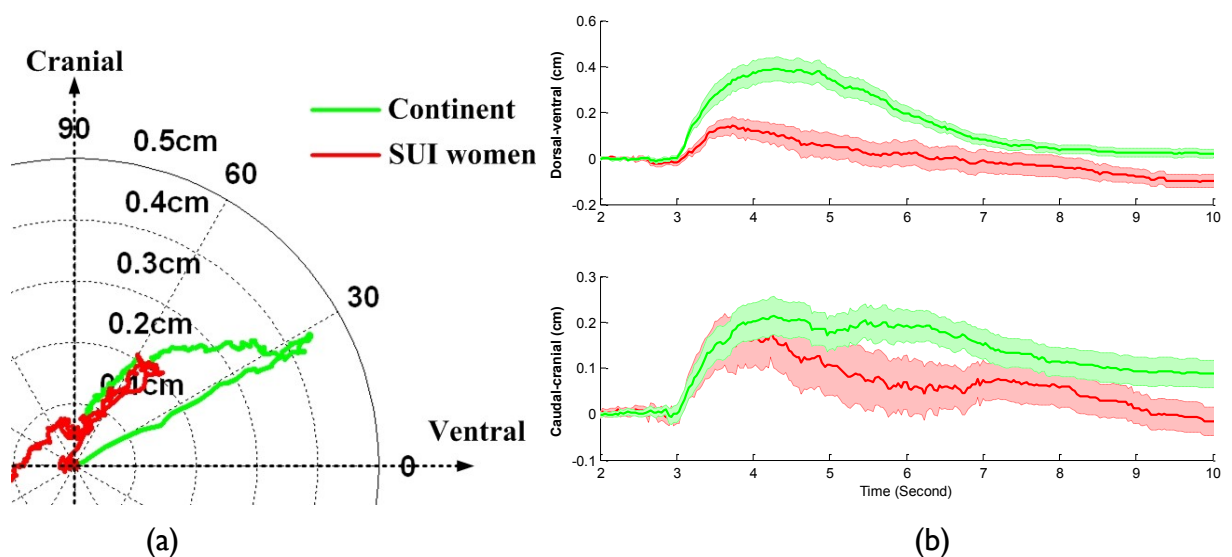 Cranial
90
0.5cm
60
0.4cm
0.3cm
30
0.2cm
0.1cm
Ventral
0
Continent
SUI women
(a)
0.6
0.4
0.2
0
-0.2
Dorsal-ventral (cm)
2 3 4 5 6 7 8 9 10
0.3
0.2
0.1
0
-0.1
Caudal-cranial (cm)
2 3 4 5 6 7 8 9 10
Time (Second)
(b)